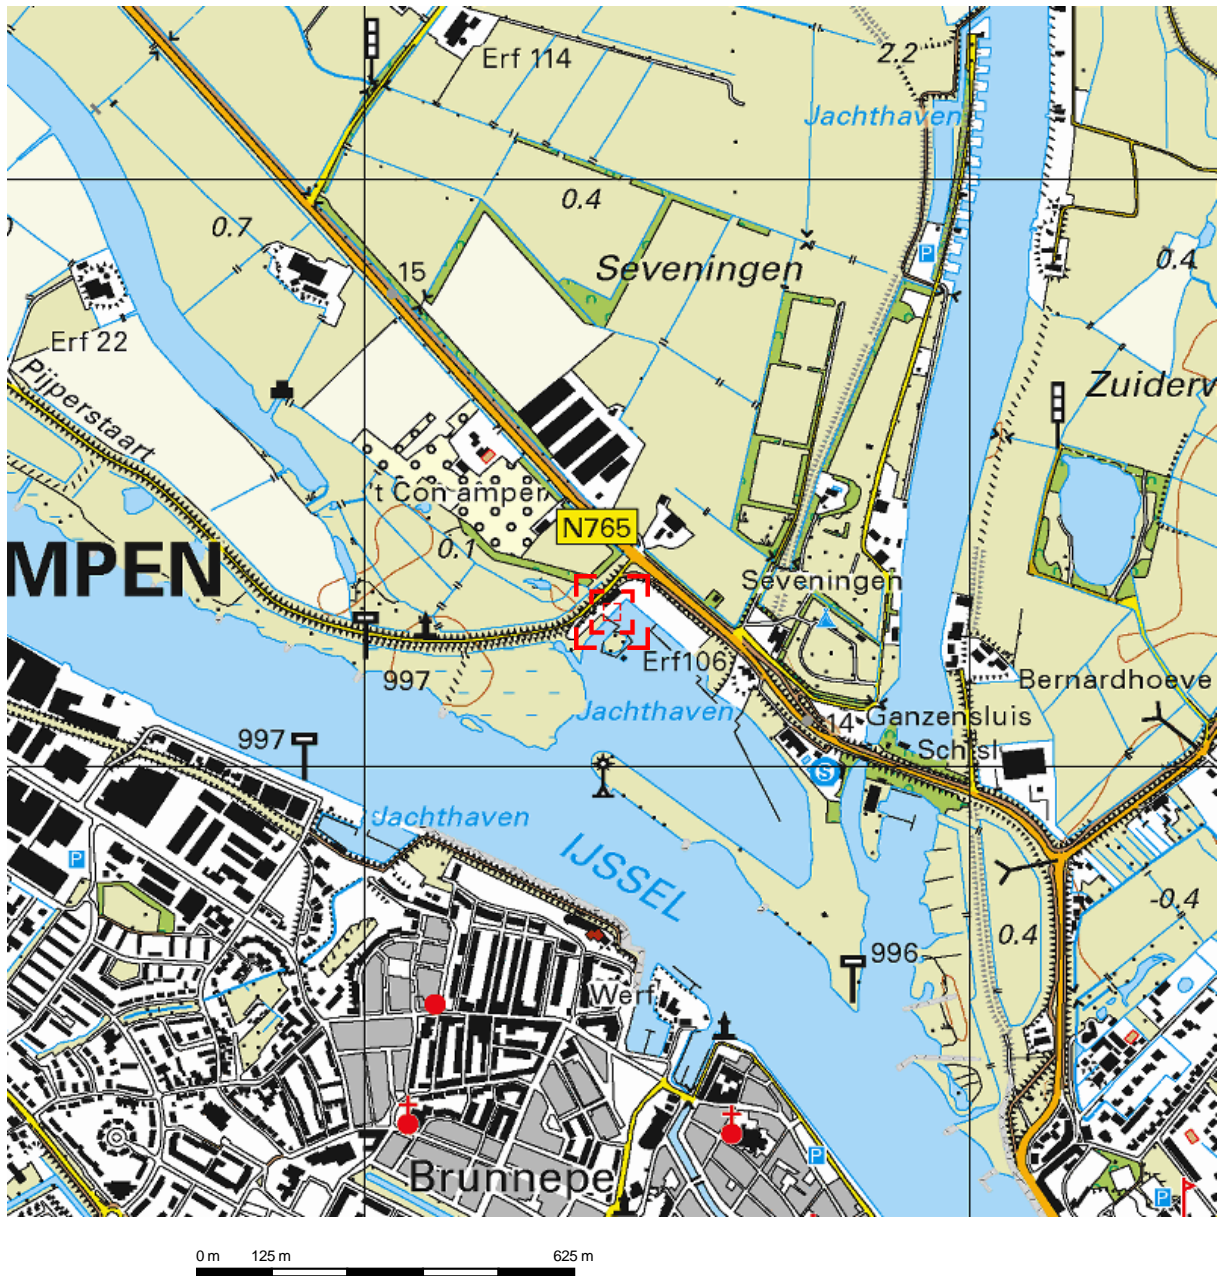 Erf 114
2.2
Jachthaven
0.4
0.7
P
Seveningen
0.4
15
Erf 22
Pijperstaart
Zuiderv
't Con amper
N765
0.1
MPEN
Seveningen
Erf106
997
Bernardhoeve
Jachthaven
14 Ganzensluis
Schsl
997
S
Jachthaven
IJSSEL
P
-0.4
0.4
996
Werf
P
Brunnepe
P
0 m 125 m 625 m